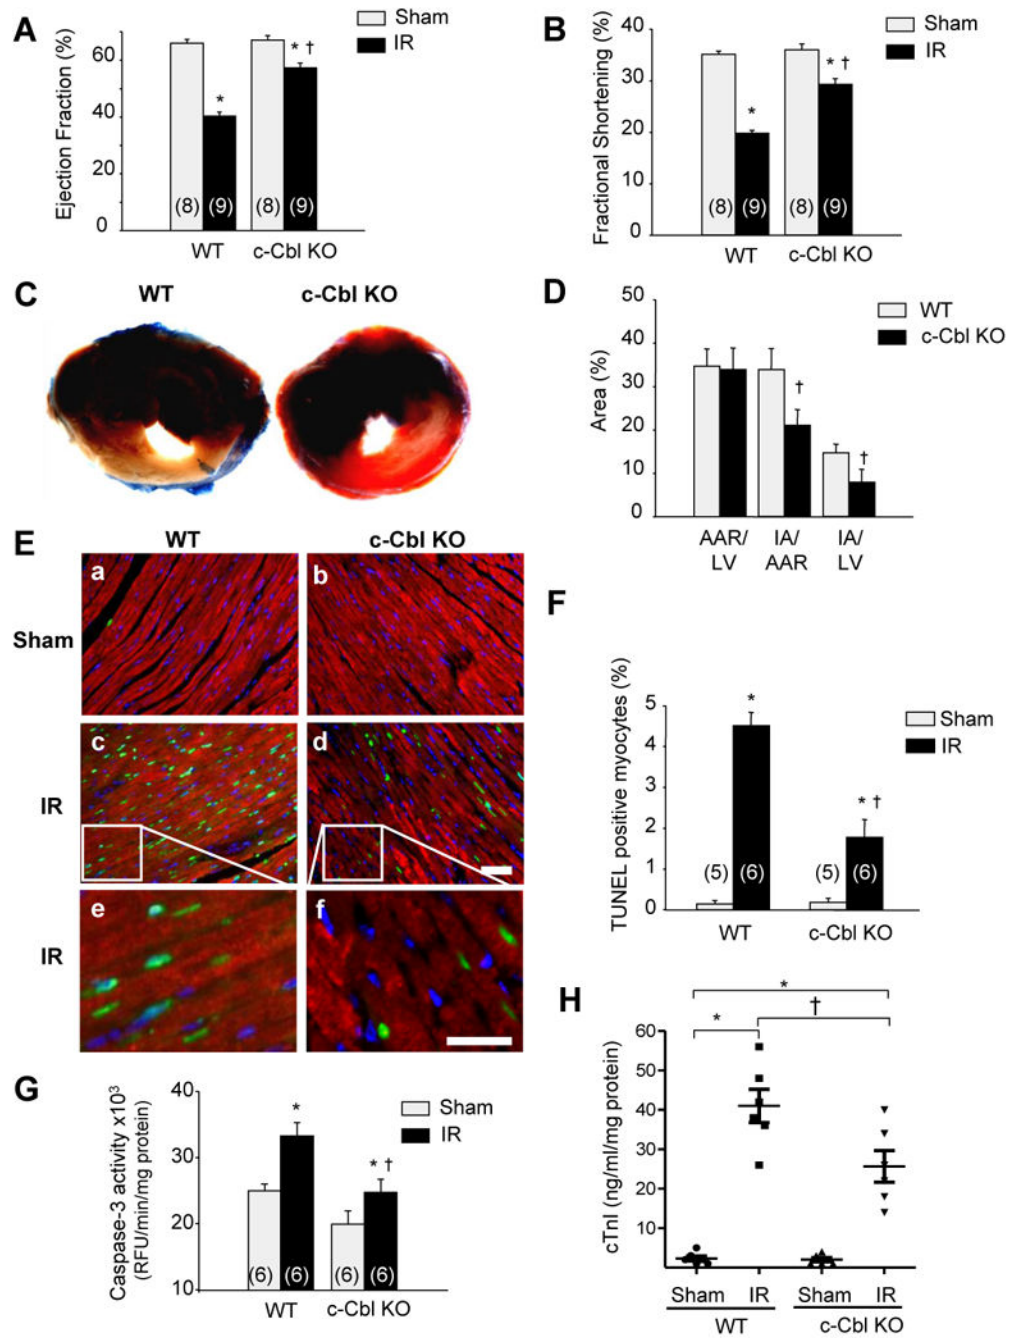 A
Ejection Fraction (%)
60
40
20
0
Sham
IR
*
* †
(8)
(9)
(8)
(9)
WT
c-Cbl KO
B
Fractional Shortening (%)
40
30
20
10
0
Sham
IR
*
* †
(8)
(9)
(8)
(9)
WT
c-Cbl KO
C
WT
c-Cbl KO
D
Area (%)
50
40
30
20
10
0
WT
c-Cbl KO
†
†
AAR/
LV
IA/
AAR
IA/
LV
E
WT
c-Cbl KO
Sham
a
b
IR
c
d
IR
e
f
F
TUNEL positive myocytes (%)
5
4
3
2
1
0
Sham
IR
*
* †
(5)
(6)
(5)
(6)
WT
c-Cbl KO
G
Caspase-3 activity x10³
(RFU/min/mg protein)
40
30
20
10
Sham
IR
*
* †
(6)
(6)
(6)
(6)
WT
c-Cbl KO
H
cTnI (ng/ml/mg protein)
60
50
40
30
20
10
*
*
†
Sham
IR
Sham
IR
WT
c-Cbl KO